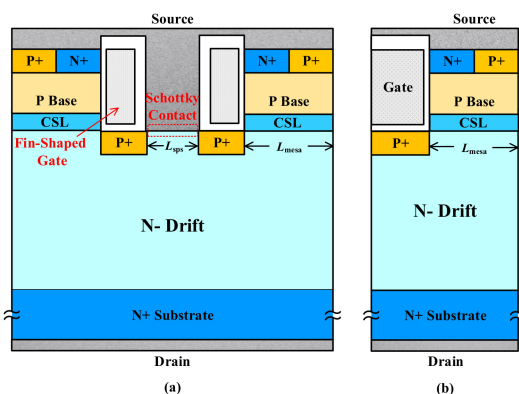 Source
Source
P+ N+
N+ P+
N+ P+
P Base
Schottky
Contact
P Base
Gate
P Base
CSL
CSL
CSL
Fin-Shaped
Gate
P+
Lsps
P+
Lmesa
P+
Lmesa
N- Drift
N- Drift
N+ Substrate
N+ Substrate
Drain
Drain
(a)
(b)